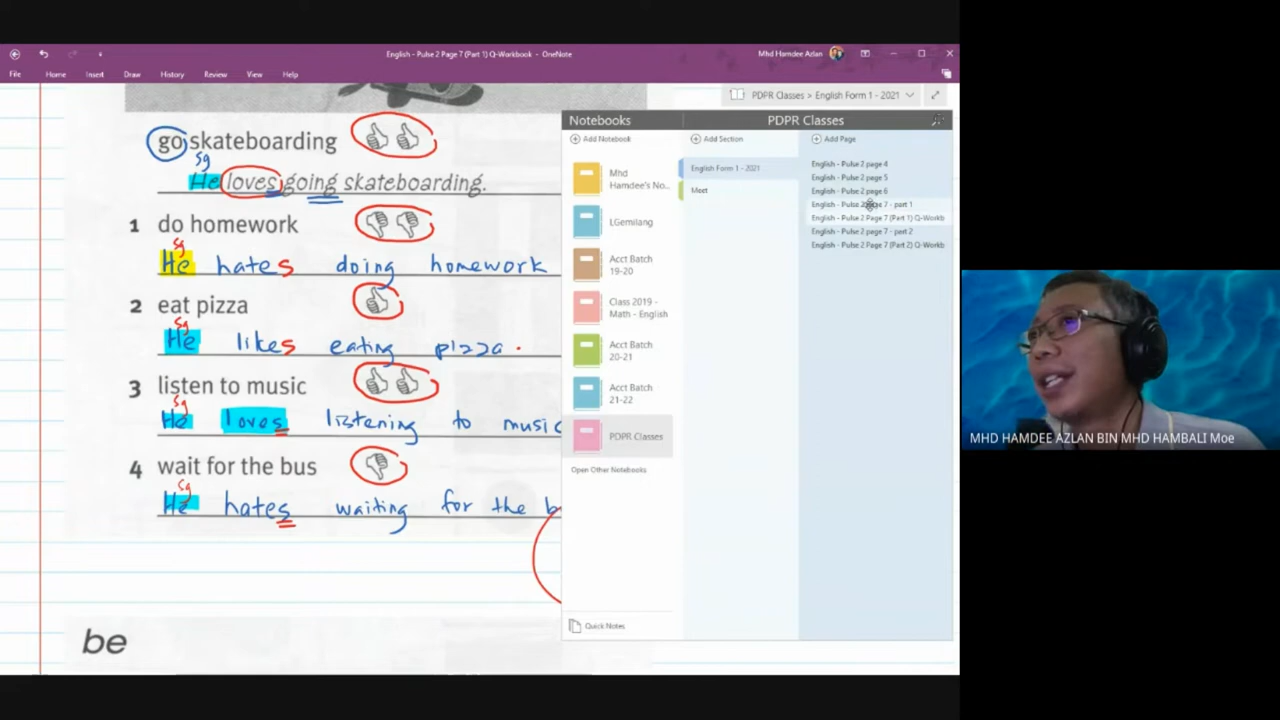 English - Pulse 2 Page 7 (Part 1) Q-Workbook - OneNote
Mhd Hamdee Azlan
File Home Insert Draw History Review View Help
PDPR Classes > English Form 1 - 2021
go skateboarding
Sg
He loves going skateboarding.
1 do homework
Sg
He hates doing homework
2 eat pizza
Sg
He likes eating pizza.
3 listen to music
Sg
He loves listening to music
4 wait for the bus
Sg
He hates waiting for the b
be
Notebooks
Add Notebook
Mhd
Hamdee's No...
LGemilang
Acct Batch
19-20
Class 2019 -
Math - English
Acct Batch
20-21
Acct Batch
21-22
PDPR Classes
Open Other Notebooks
Quick Notes
PDPR Classes
Add Section
English Form 1 - 2021
Meet
Add Page
English - Pulse 2 page 4
English - Pulse 2 page 5
English - Pulse 2 page 6
English - Pulse 2 page 7 - part 1
English - Pulse 2 Page 7 (Part 1) Q-Workb
English - Pulse 2 page 7 - part 2
English - Pulse 2 Page 7 (Part 2) Q-Workb
MHD HAMDEE AZLAN BIN MHD HAMBALI Moe